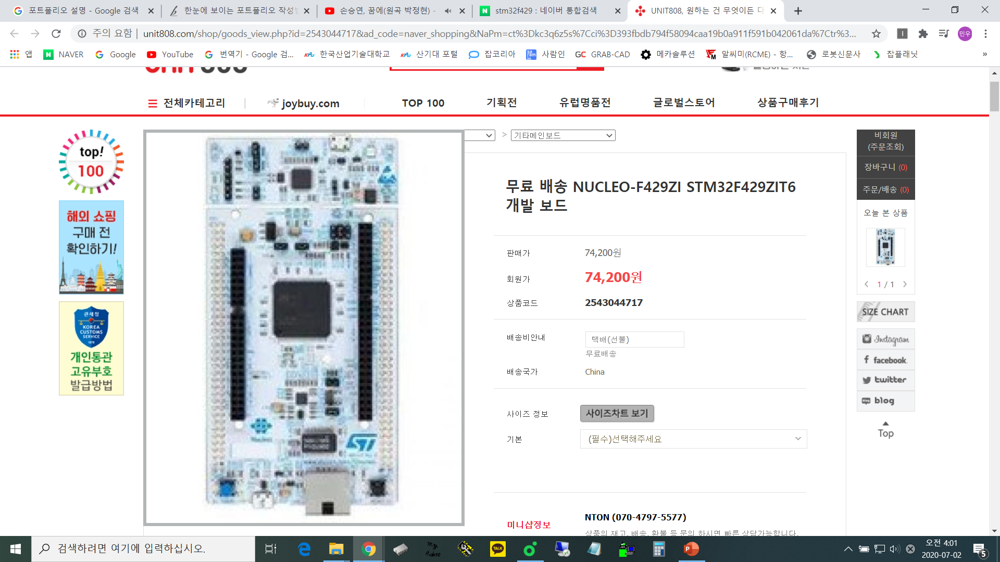 포트폴리오 설명 - Google 검색
한눈에 보이는 포트폴리오 작성법
손승연, 꿈에(원곡 박정현) -
stm32f429 : 네이버 통합검색
UNIT808, 원하는 건 무엇이든 다
주의 요함 | unit808.com/shop/goods_view.php?id=2543044717&ad_code=naver_shopping&NaPm=ct%3Dkc3q6z5s%7Cci%3D393fbdb794f58094caa19b0a911f591b042061da%7Ctr%3...
민우
앱 NAVER Google YouTube 번역기 - Google 검... 한국산업기술대학교 산기대 포털 잡코리아 사람인 GRAB-CAD 메카솔루션 알씨미(RCME) - 항... 로봇신문사 잡플래닛 »
전체카테고리 joybuy.com TOP 100 기획전 유럽명품전 글로벌스토어 상품구매후기
top!
100
해외 쇼핑
구매 전
확인하기!
관세청
KOREA
CUSTOMS
SERVICE
1878
개인통관
고유부호
발급방법
> 기타메인보드
무료 배송 NUCLEO-F429ZI STM32F429ZIT6
개발 보드
판매가 74,200원
회원가 74,200원
상품코드 2543044717
배송비안내 택배(선불)
무료배송
배송국가 China
사이즈 정보 사이즈차트 보기
기본 (필수)선택해주세요
미니샵정보 NTON (070-4797-5577)
상품의 재고, 배송, 환불 등 문의 하시면 빠른 상담가능합니다.
비회원
(주문조회)
장바구니 (0)
주문/배송 (0)
오늘 본 상품
1 / 1
SIZE CHART
Instagram
facebook
twitter
blog
Top
ST
검색하려면 여기에 입력하십시오.
My
Robot
TALK
오전 4:01
2020-07-02
5